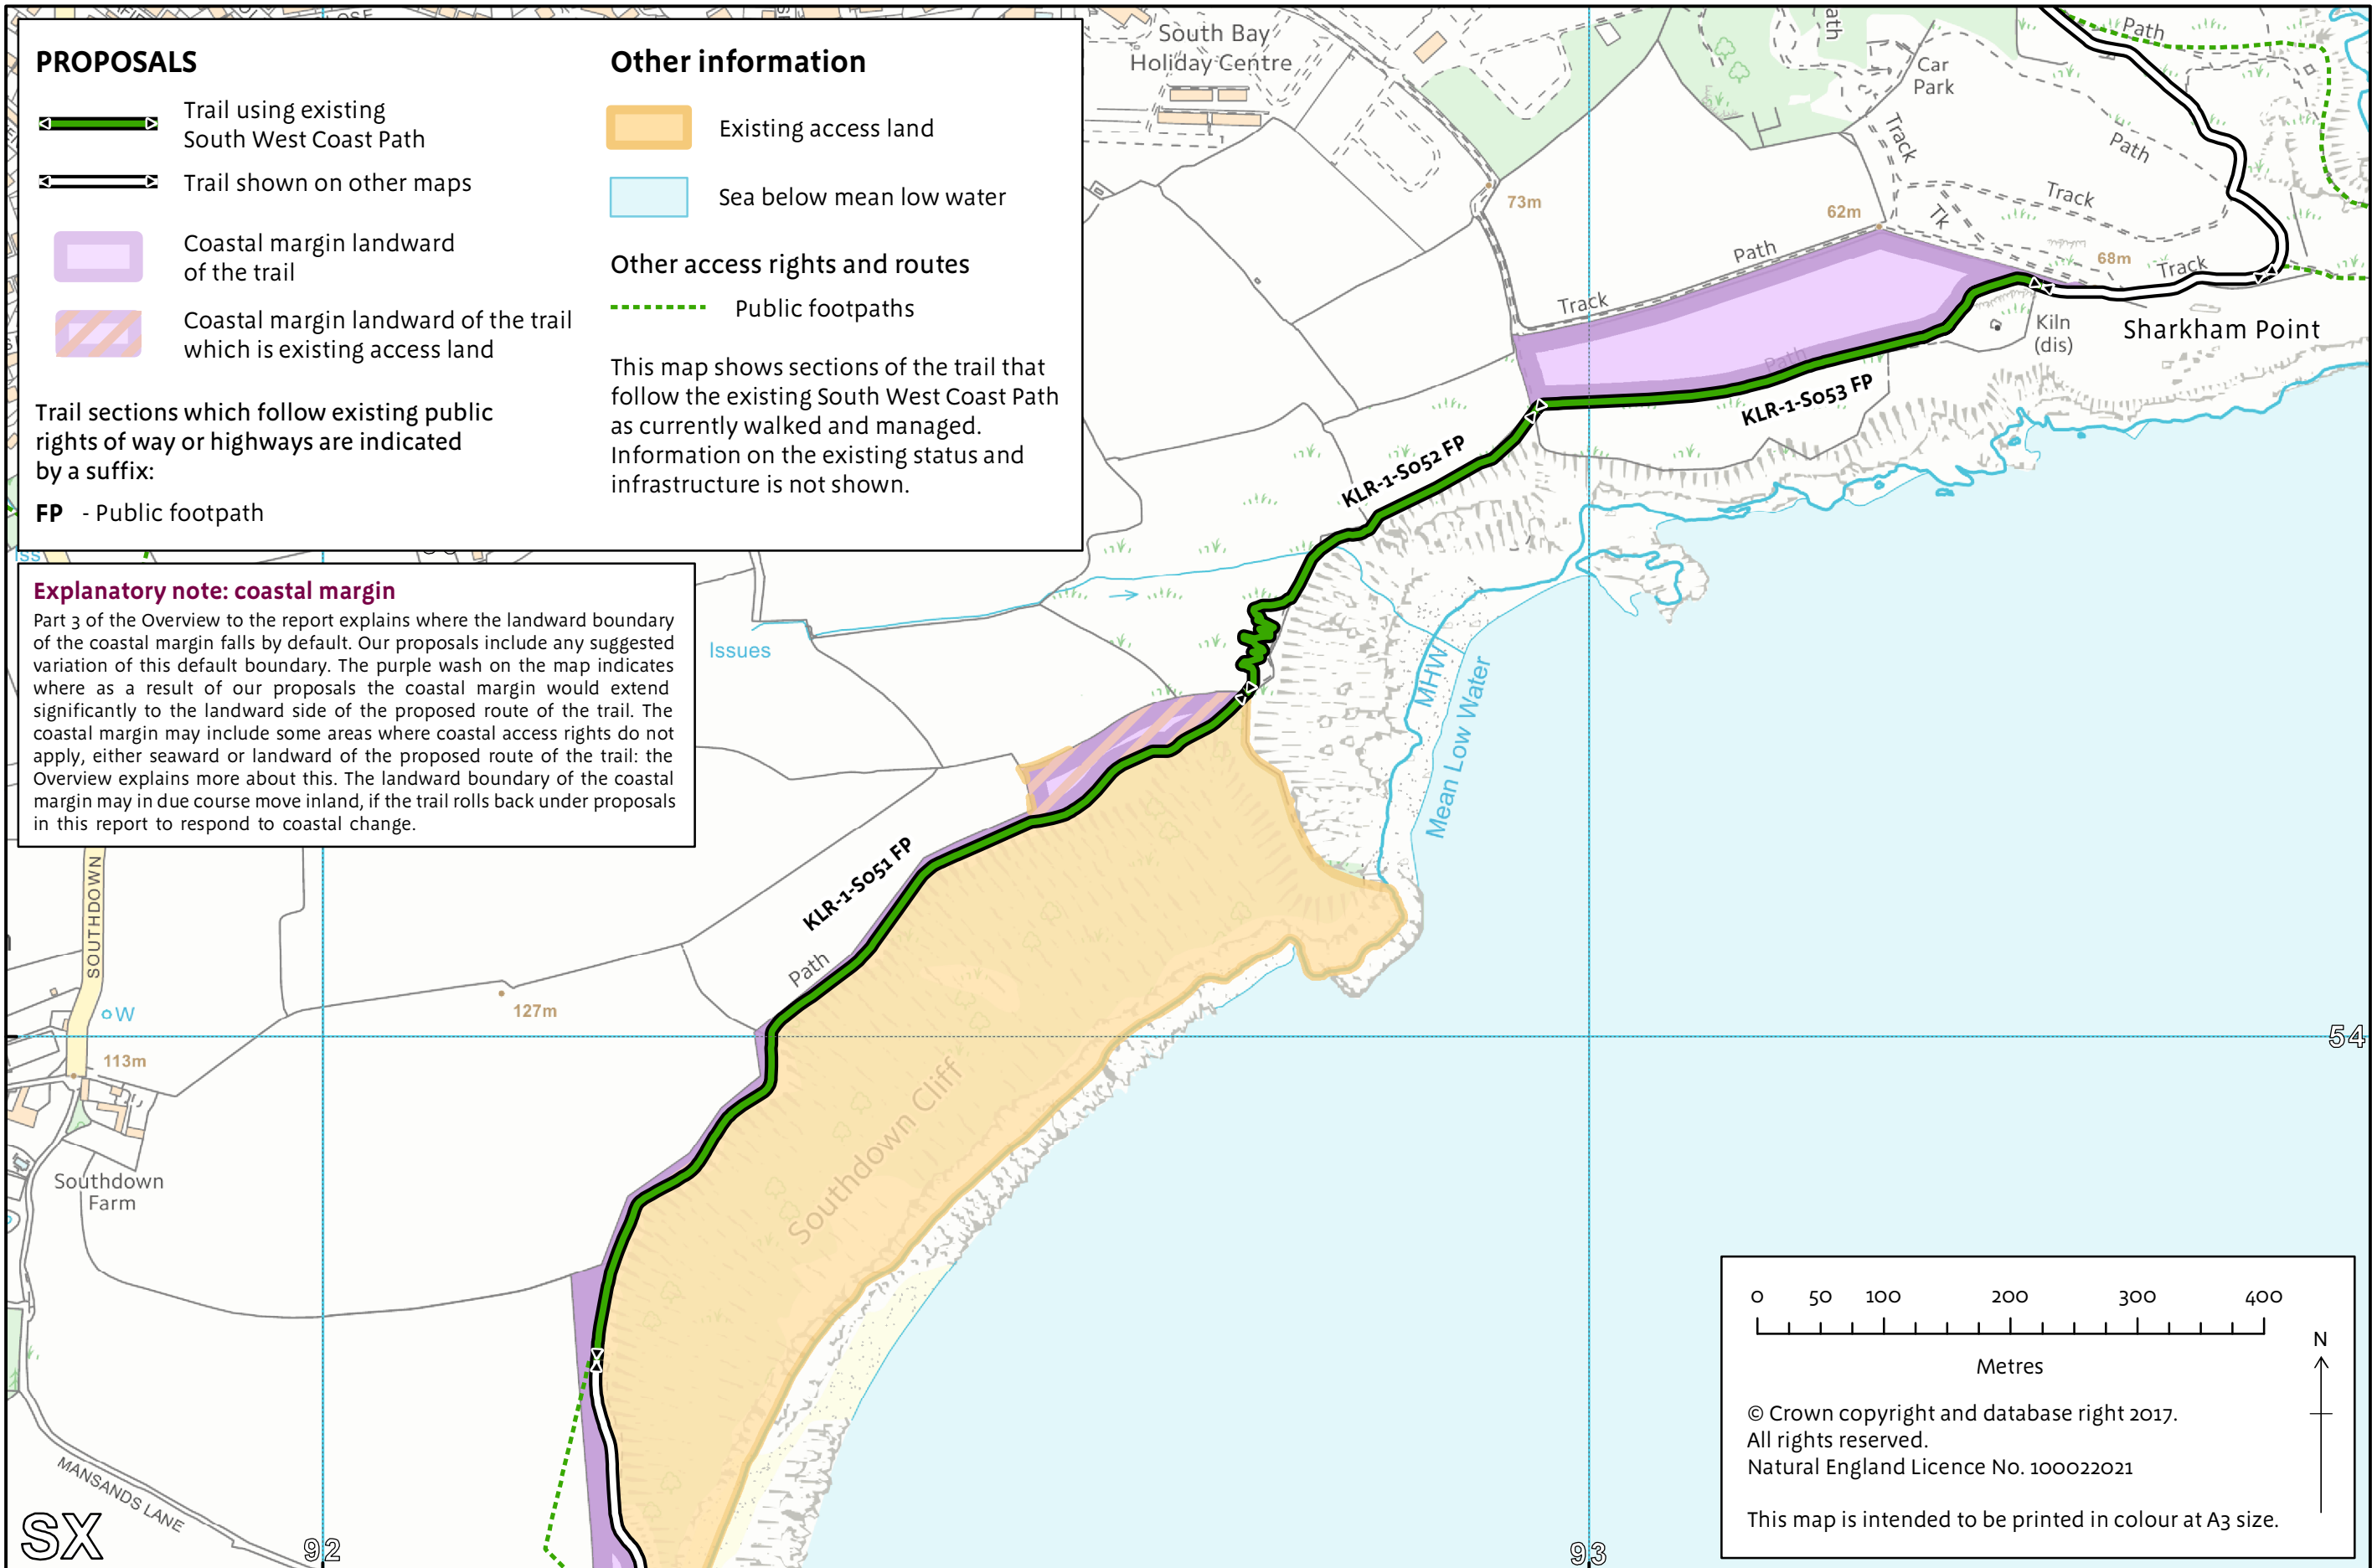 PROPOSALS
Trail using existing
South West Coast Path
Trail shown on other maps
Coastal margin landward
of the trail
Coastal margin landward of the trail
which is existing access land
Trail sections which follow existing public
rights of way or highways are indicated
by a suffix:
FP - Public footpath
Other information
Existing access land
Sea below mean low water
Other access rights and routes
Public footpaths
This map shows sections of the trail that
follow the existing South West Coast Path
as currently walked and managed.
Information on the existing status and
infrastructure is not shown.
Explanatory note: coastal margin
Part 3 of the Overview to the report explains where the landward boundary
of the coastal margin falls by default. Our proposals include any suggested
variation of this default boundary. The purple wash on the map indicates
where as a result of our proposals the coastal margin would extend
significantly to the landward side of the proposed route of the trail. The
coastal margin may include some areas where coastal access rights do not
apply, either seaward or landward of the proposed route of the trail: the
Overview explains more about this. The landward boundary of the coastal
margin may in due course move inland, if the trail rolls back under proposals
in this report to respond to coastal change.
South Bay
Holiday Centre
Path
Car
Park
Track
Path
Track
Tk
73m
62m
68m
Path
Track
Track
Path
Kiln
(dis)
Sharkham Point
KLR-1-S053 FP
KLR-1-S052 FP
Issues
MHW
Mean Low Water
KLR-1-S051 FP
Path
SOUTHDOWN
W
127m
113m
54
Southdown Cliff
Southdown
Farm
MANSANDS LANE
SX
92
93
0 50 100 200 300 400
Metres
N
© Crown copyright and database right 2017.
All rights reserved.
Natural England Licence No. 100022021
This map is intended to be printed in colour at A3 size.